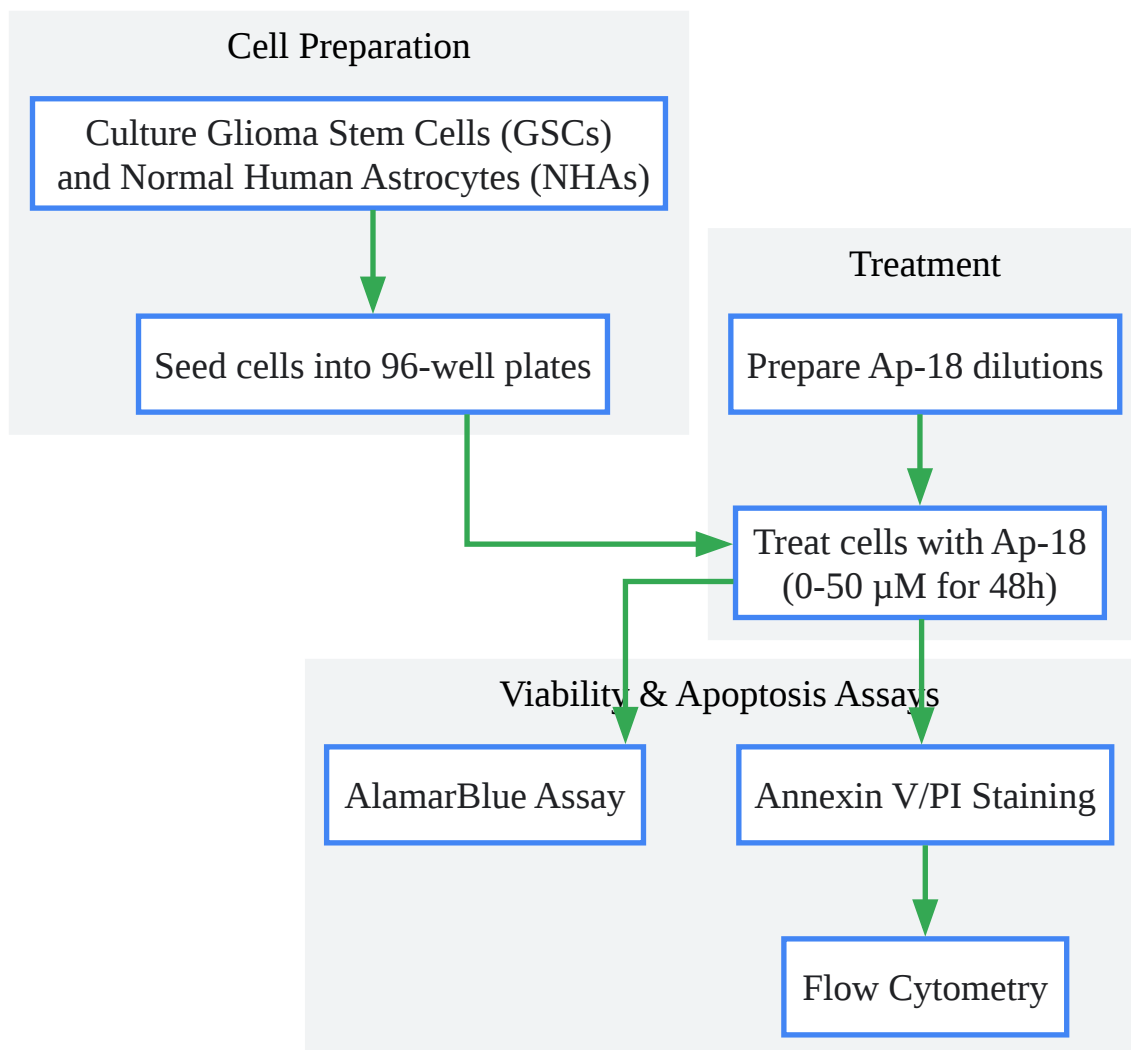 Cell Preparation
Culture Glioma Stem Cells (GSCs)
and Normal Human Astrocytes (NHAs)
Seed cells into 96-well plates
Treatment
Prepare Ap-18 dilutions
Treat cells with Ap-18
(0-50 µM for 48h)
Viability & Apoptosis Assays
AlamarBlue Assay
Annexin V/PI Staining
Flow Cytometry